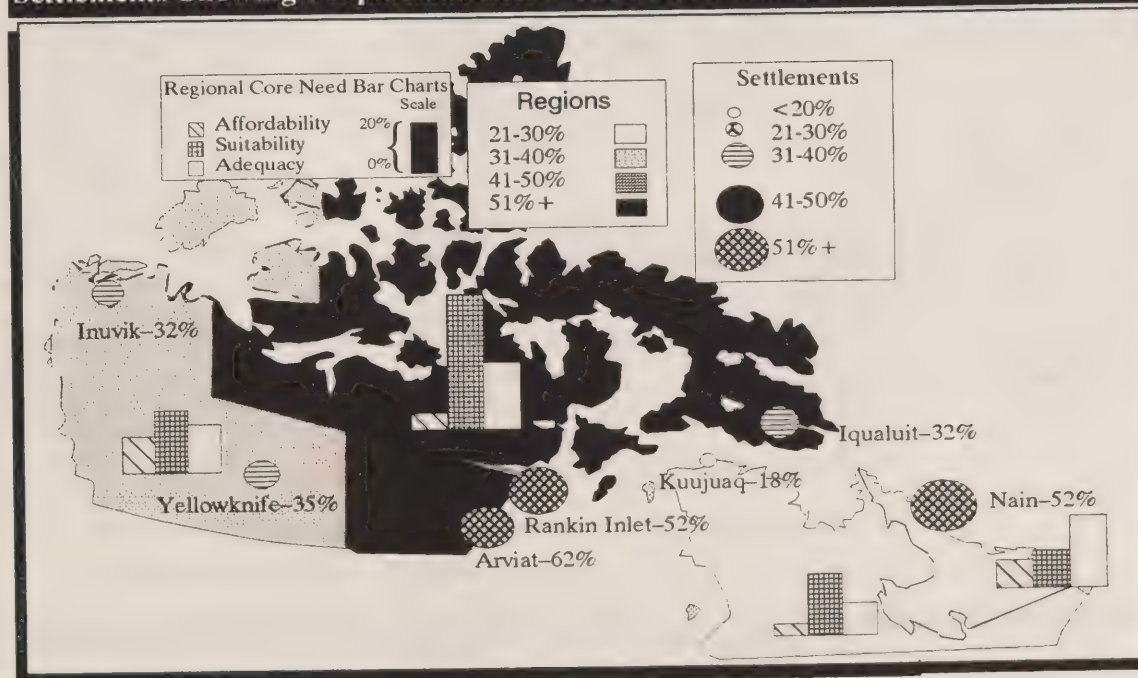 Regional Core Need Bar Charts
Scale
Affordability
Suitability
Adequacy
20%
0%
Regions
21-30%
31-40%
41-50%
51%+
Settlements
<20%
21-30%
31-40%
41-50%
51%+
Inuvik–32%
Yellowknife–35%
Iqualuit–32%
Kuujuaq–18%
Nain–52%
Rankin Inlet–52%
Arviat–62%